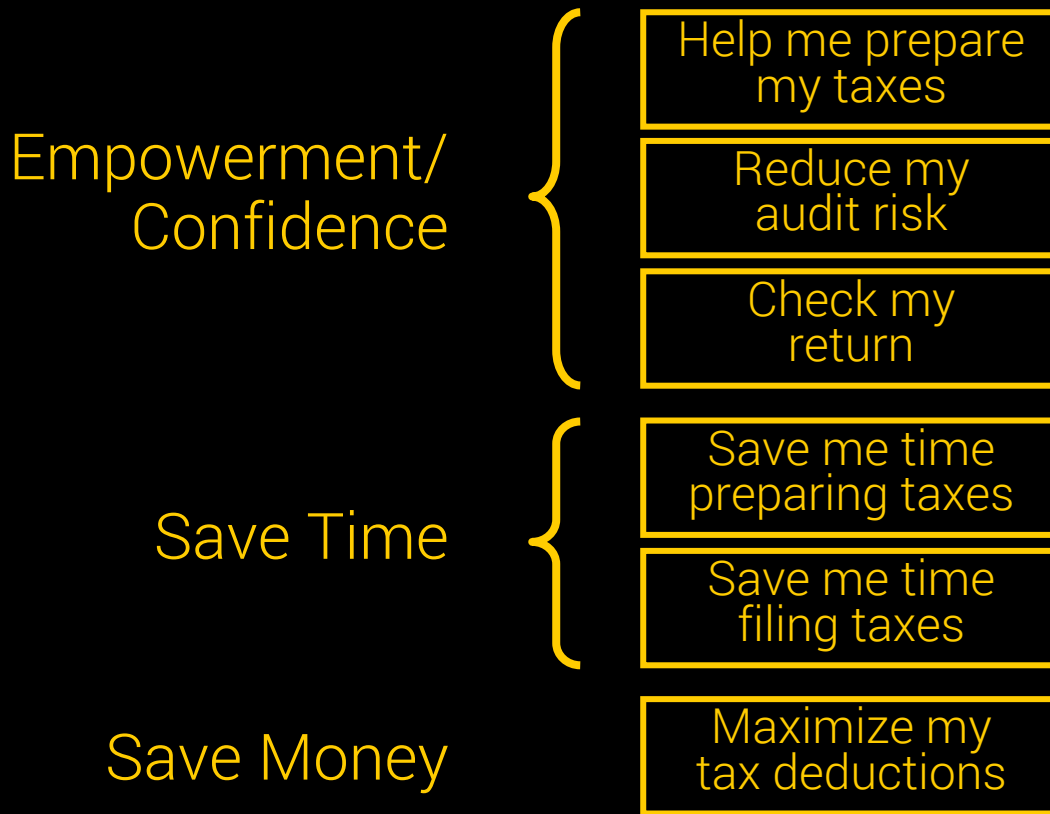 Empowerment/
Confidence
Help me prepare
my taxes
Reduce my
audit risk
Check my
return
Save Time
Save me time
preparing taxes
Save me time
filing taxes
Save Money
Maximize my
tax deductions